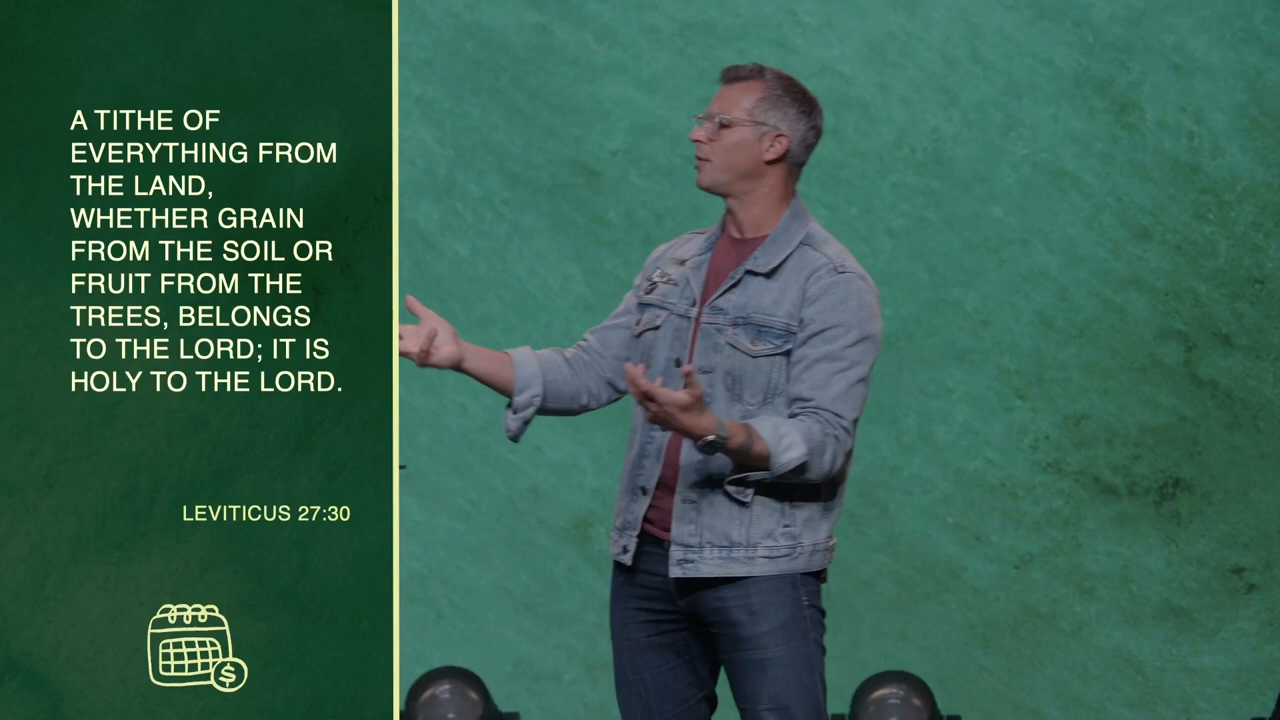 A TITHE OF
EVERYTHING FROM
THE LAND,
WHETHER GRAIN
FROM THE SOIL OR
FRUIT FROM THE
TREES, BELONGS
TO THE LORD; IT IS
HOLY TO THE LORD.
LEVITICUS 27:30
$